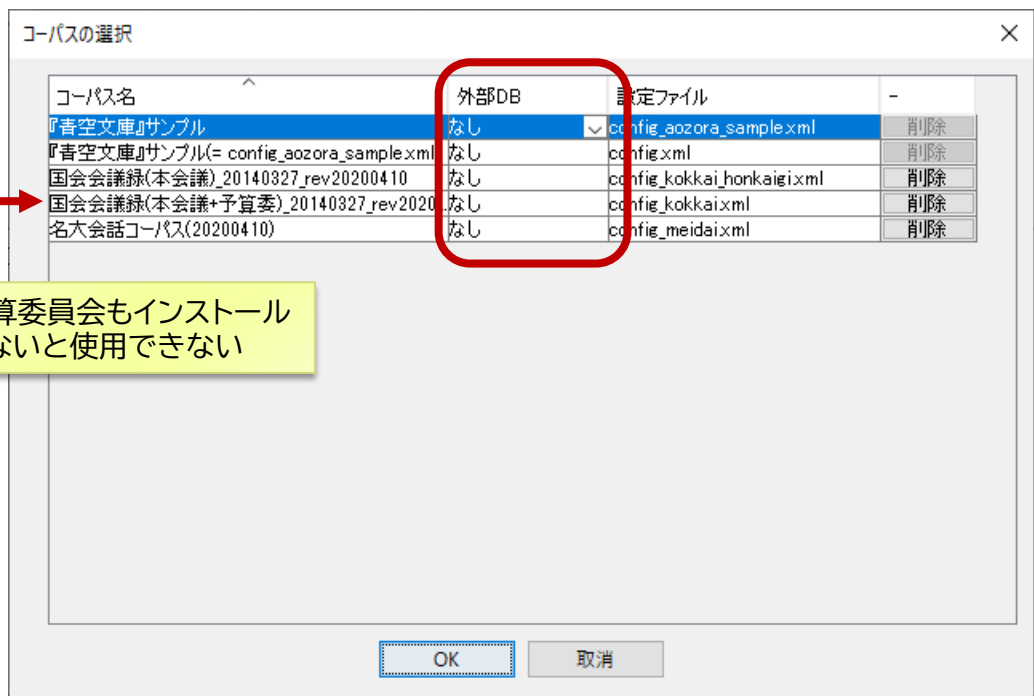 コーパスの選択
コーパス名 外部DB 設定ファイル -
『青空文庫』サンプル なし config_aozora_sample.xml 削除
『青空文庫』サンプル(= config_aozora_sample.xml なし config.xml 削除
国会会議録(本会議)_20140327_rev20200410 なし config_kokkai_honkaigi.xml 削除
国会会議録(本会議+予算委)_20140327_rev2020... なし config_kokkai.xml 削除
名大会話コーパス(20200410) なし config_meidai.xml 削除
算委員会もインストール
ないと使用できない
OK 取消